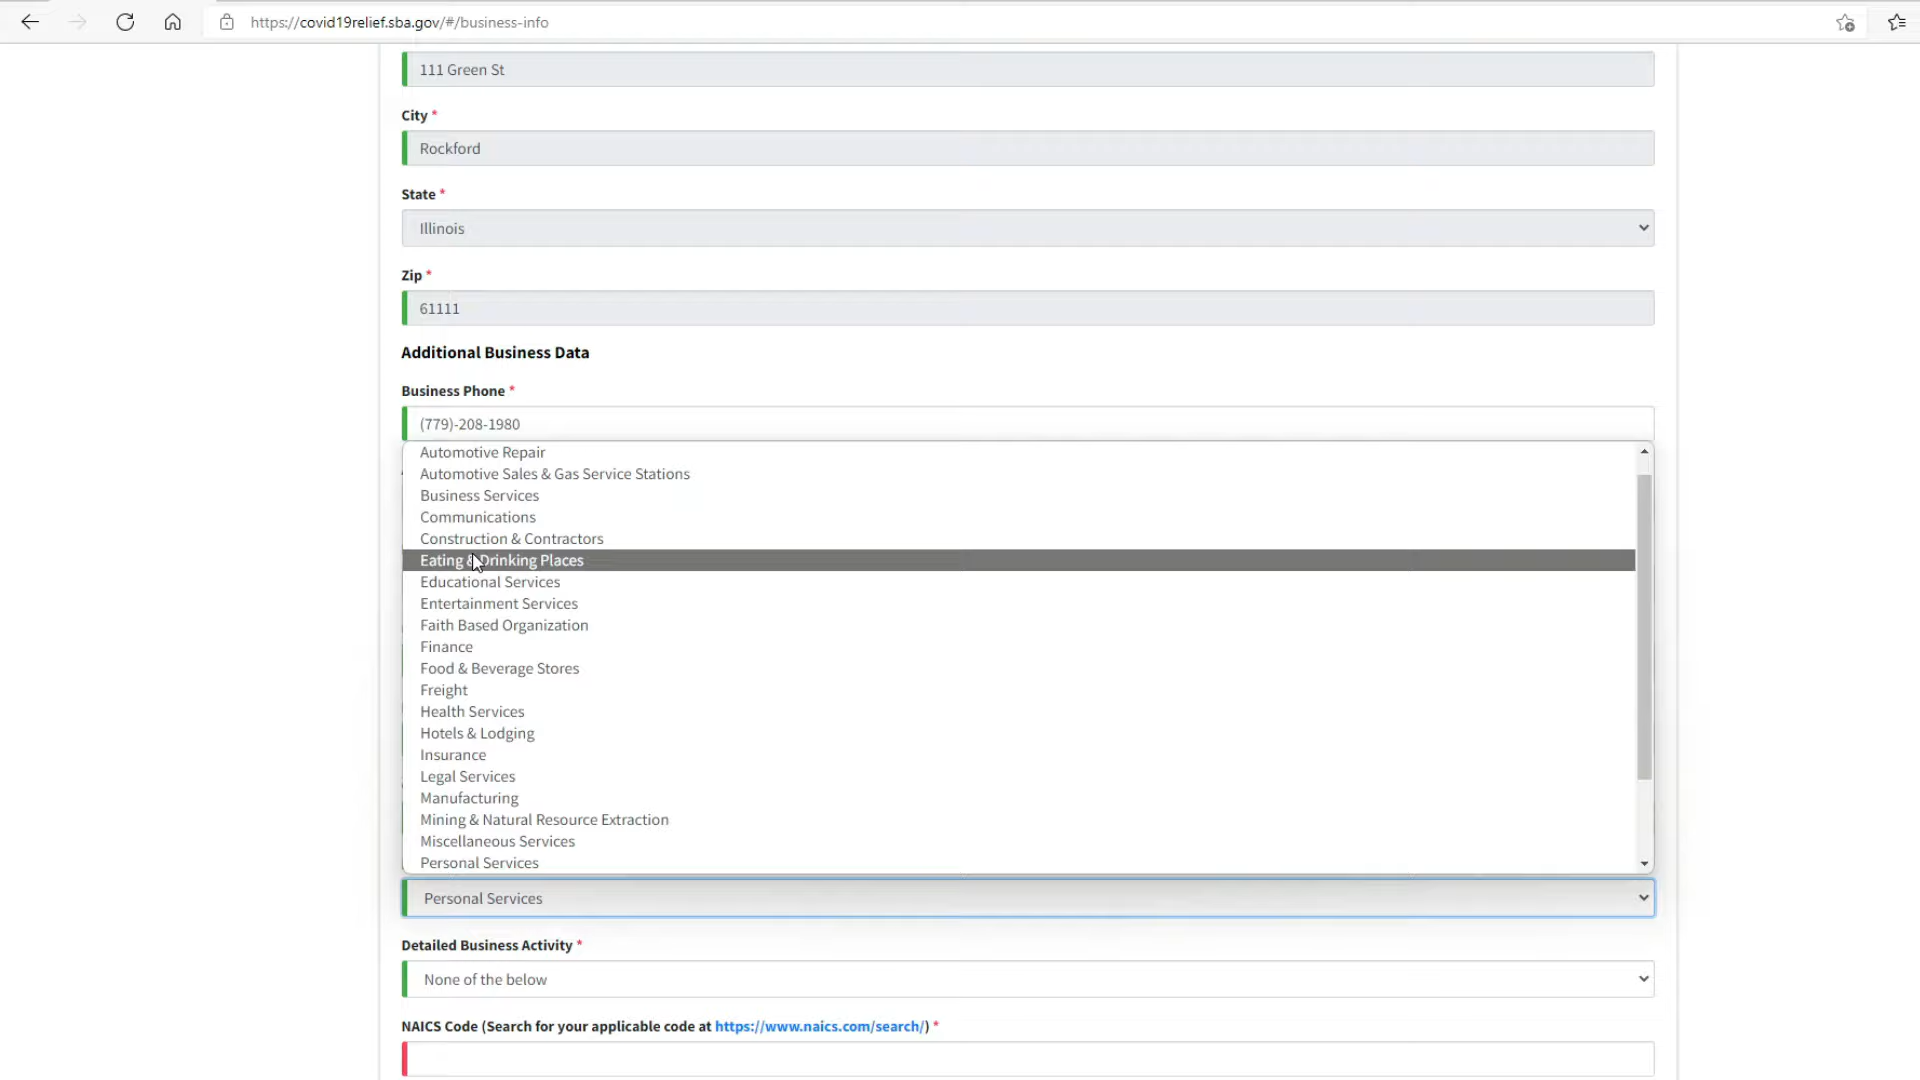 https://covid19relief.sba.gov/#/business-info
111 Green St
City *
Rockford
State *
Illinois
Zip *
61111
Additional Business Data
Business Phone *
(779)-208-1980
Automotive Repair
Automotive Sales & Gas Service Stations
Business Services
Communications
Construction & Contractors
Eating & Drinking Places
Educational Services
Entertainment Services
Faith Based Organization
Finance
Food & Beverage Stores
Freight
Health Services
Hotels & Lodging
Insurance
Legal Services
Manufacturing
Mining & Natural Resource Extraction
Miscellaneous Services
Personal Services
Personal Services
Detailed Business Activity *
None of the below
NAICS Code (Search for your applicable code at https://www.naics.com/search/) *